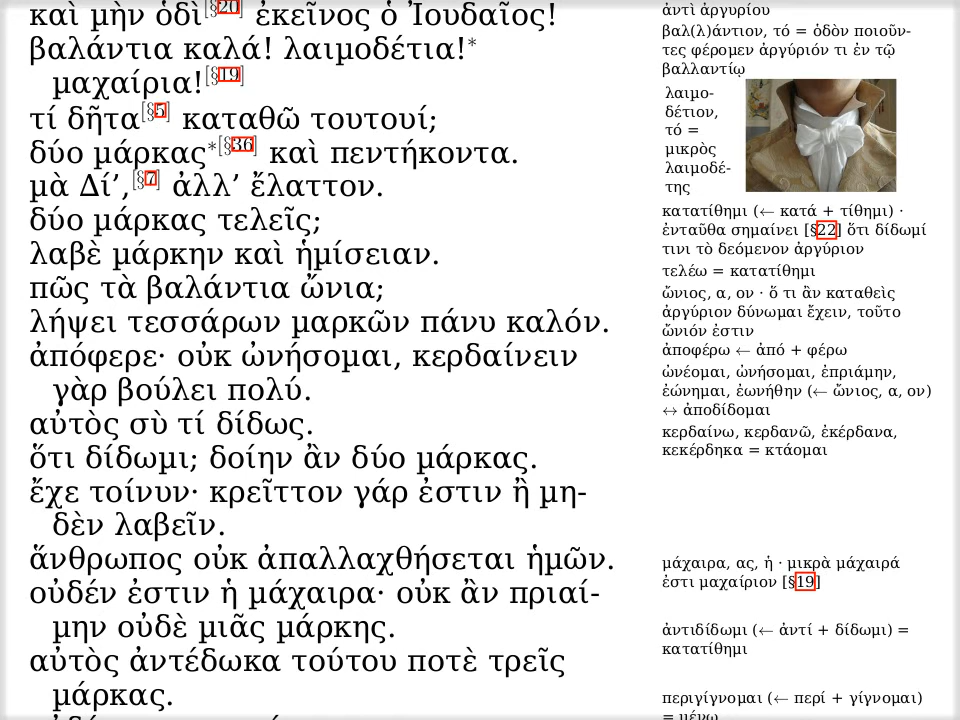 καὶ μὴν ὁδὶ[§20] ἐκεῖνος ὁ Ἰουδαῖος!
βαλάντια καλά! λαιμοδέτια!*
μαχαίρια![§19]
τί δῆτα[§5] καταθῶ τουτουί;
δύο μάρκας*[§36] καὶ πεντήκοντα.
μὰ Δί’,[§7] ἀλλ’ ἔλαττον.
δύο μάρκας τελεῖς;
λαβὲ μάρκην καὶ ἡμίσειαν.
πῶς τὰ βαλάντια ὤνια;
λήψει τεσσάρων μαρκῶν πάνυ καλόν.
ἀπόφερε· οὐκ ὠνήσομαι, κερδαίνειν
γὰρ βούλει πολύ.
αὐτὸς σὺ τί δίδως.
ὅτι δίδωμι; δοίην ἂν δύο μάρκας.
ἔχε τοίνυν· κρεῖττον γάρ ἐστιν ἢ μη-
δὲν λαβεῖν.
ἅνθρωπος οὐκ ἀπαλλαχθήσεται ἡμῶν.
οὐδέν ἐστιν ἡ μάχαιρα· οὐκ ἂν πριαί-
μην οὐδὲ μιᾶς μάρκης.
αὐτὸς ἀντέδωκα τούτου ποτὲ τρεῖς
μάρκας.
ἀντὶ ἀργυρίου
βαλ(λ)άντιον, τό = ὁδὸν ποιοῦν-
τες φέρομεν ἀργύριόν τι ἐν τῷ
βαλλαντίῳ
λαιμο-
δέτιον,
τό =
μικρὸς
λαιμοδέ-
της
κατατίθημι (← κατά + τίθημι) ·
ἐνταῦθα σημαίνει [§22] ὅτι δίδωμί
τινι τὸ δεόμενον ἀργύριον
τελέω = κατατίθημι
ὤνιος, α, ον · ὅ τι ἂν καταθεὶς
ἀργύριον δύνωμαι ἔχειν, τοῦτο
ὤνιόν ἐστιν
ἀποφέρω ← ἀπό + φέρω
ὠνέομαι, ὠνήσομαι, ἐπριάμην,
ἐώνημαι, ἐωνήθην (← ὤνιος, α, ον)
↔ ἀποδίδομαι
κερδαίνω, κερδανῶ, ἐκέρδανα,
κεκέρδηκα = κτάομαι
μάχαιρα, ας, ἡ · μικρὰ μάχαιρά
ἐστι μαχαίριον [§19]
ἀντιδίδωμι (← ἀντί + δίδωμι) =
κατατίθημι
περιγίγνομαι (← περί + γίγνομαι)
= μένω